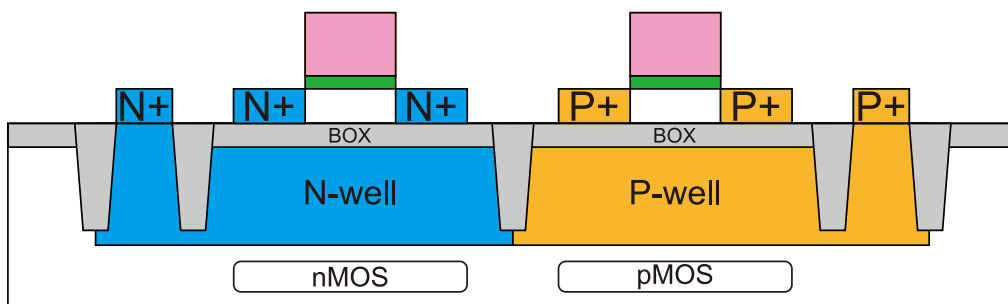 N+ N+ N+ P+ P+ P+
BOX BOX
N-well P-well
nMOS pMOS